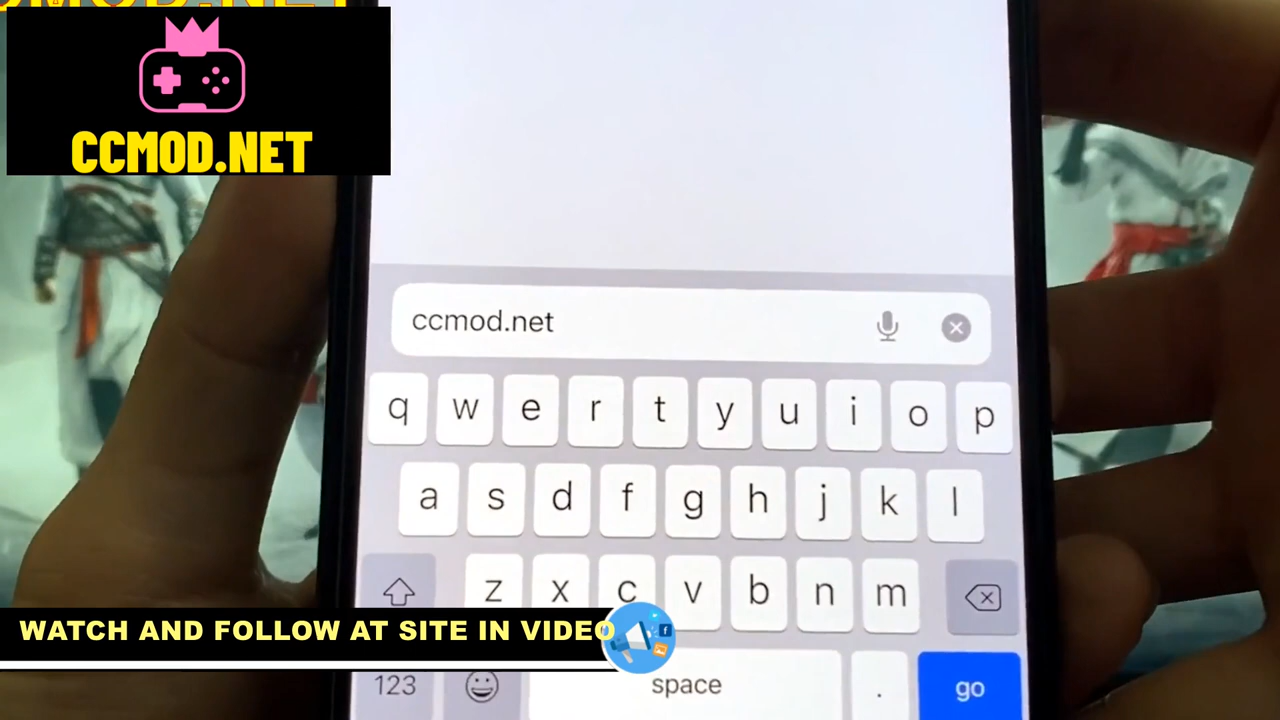 CCMOD.NET
ccmod.net
q w e r t y u i o p
a s d f g h j k l
z x c v b n m
WATCH AND FOLLOW AT SITE IN VIDEO
123 space . go